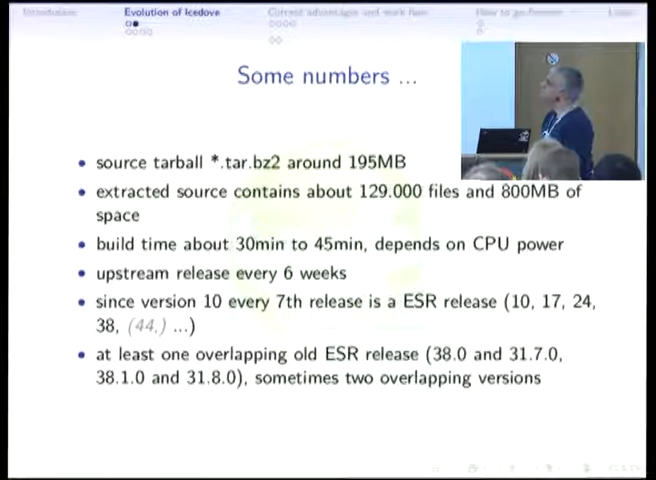 Introduction Evolution of Icedove Current advantages and work flow How to go further
Some numbers ...
• source tarball *.tar.bz2 around 195MB
• extracted source contains about 129.000 files and 800MB of
space
• build time about 30min to 45min, depends on CPU power
• upstream release every 6 weeks
• since version 10 every 7th release is a ESR release (10, 17, 24,
38, (44,) ...)
• at least one overlapping old ESR release (38.0 and 31.7.0,
38.1.0 and 31.8.0), sometimes two overlapping versions